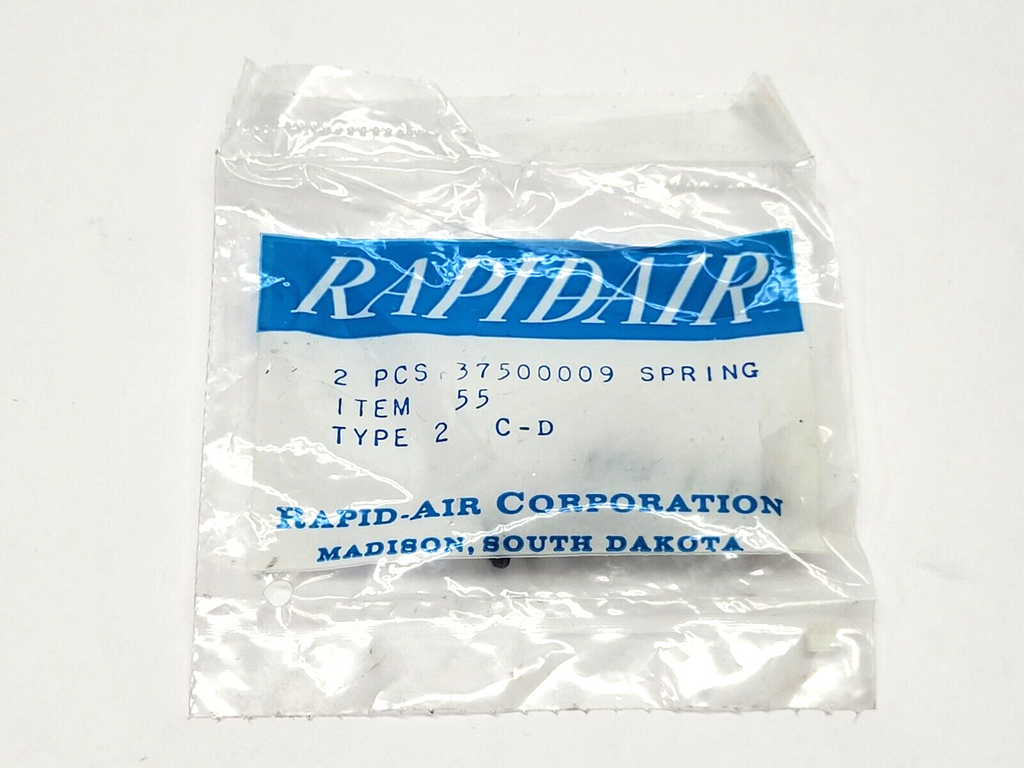 RAPIDAIR
2 PCS 37500009 SPRING
ITEM 55
TYPE 2 C-D
RAPID-AIR CORPORATION
MADISON, SOUTH DAKOTA